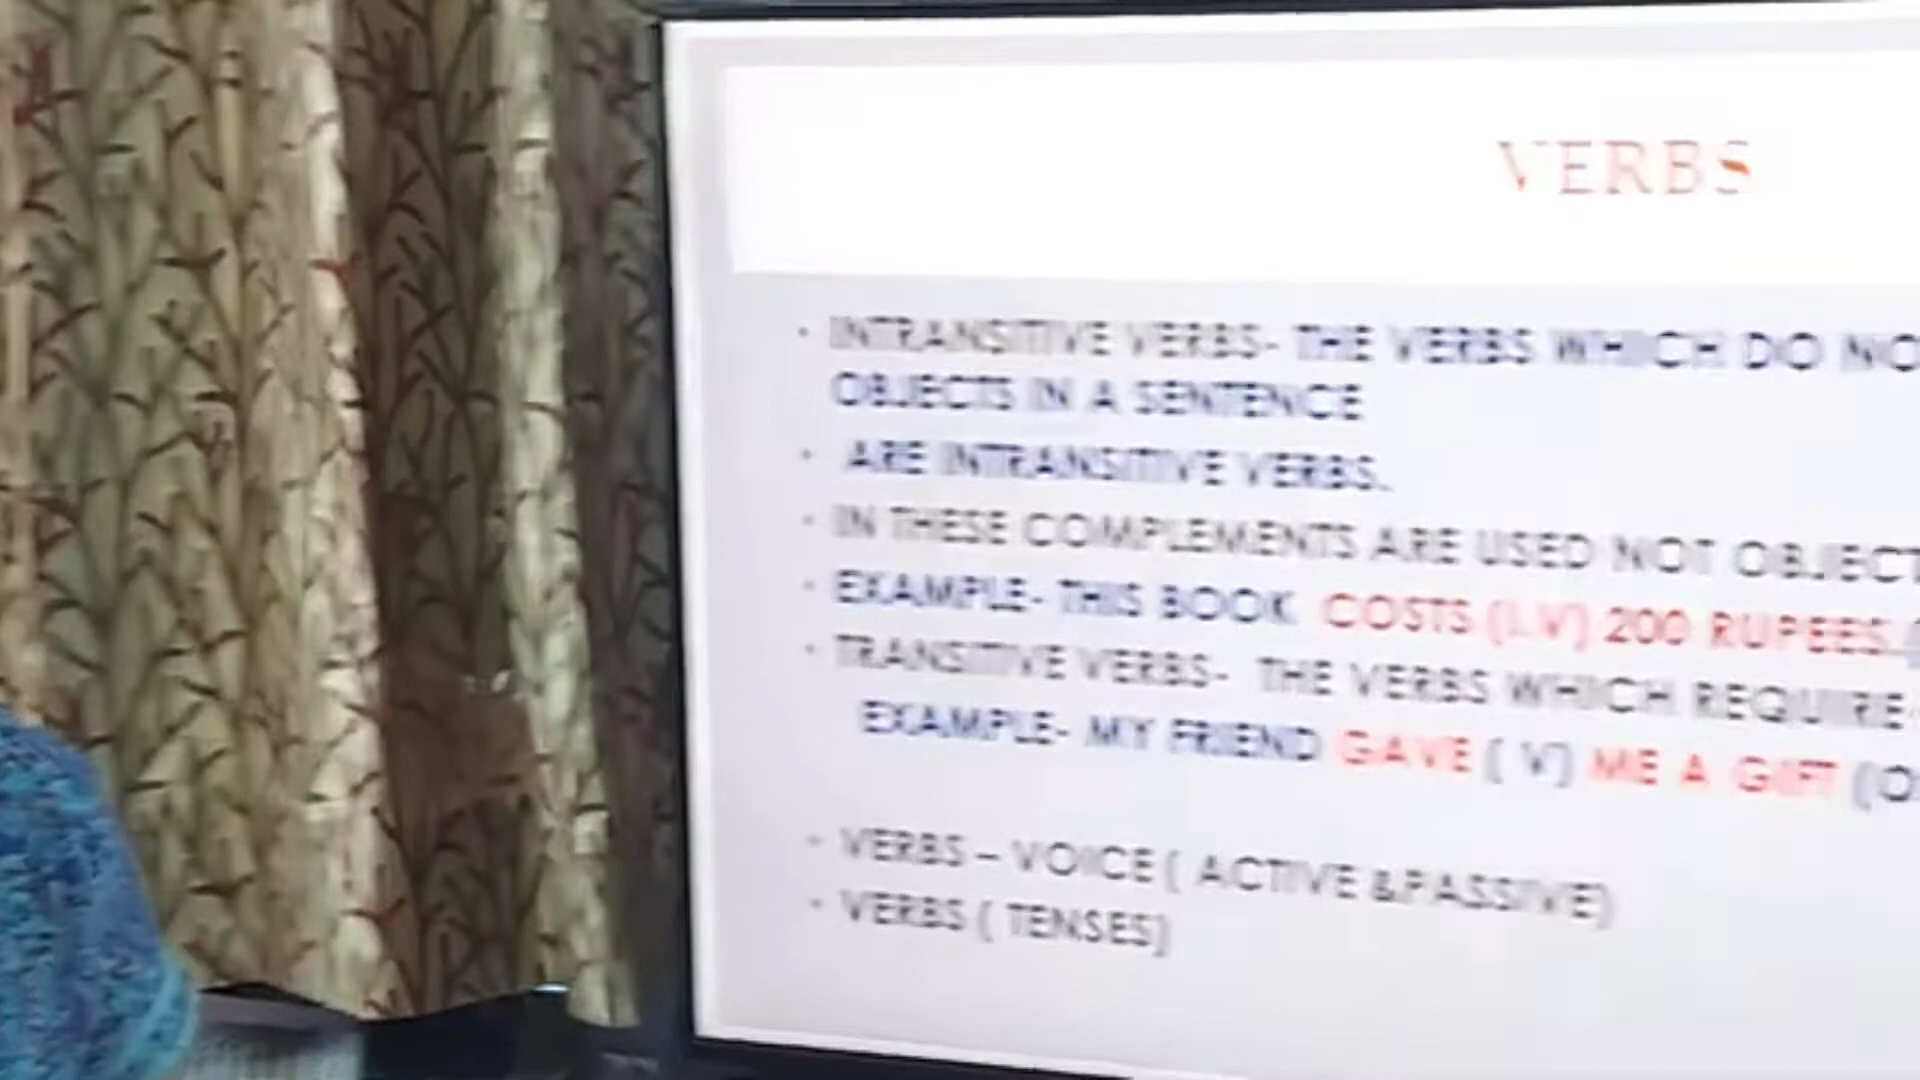 VERBS
• INTRANSITIVE VERBS- THE VERBS WHICH DO
OBJECTS IN A SENTENCE
• ARE INTRANSITIVE VERBS.
• IN THESE COMPLEMENTS ARE USED NOT OBJECT
• EXAMPLE- THIS BOOK COSTS (I.V) 200 RUPEES.
• TRANSITIVE VERBS- THE VERBS WHICH REQUIRE
EXAMPLE- MY FRIEND GAVE ( V) ME A GIFT
• VERBS – VOICE ( ACTIVE &PASSIVE)
• VERBS ( TENSES)